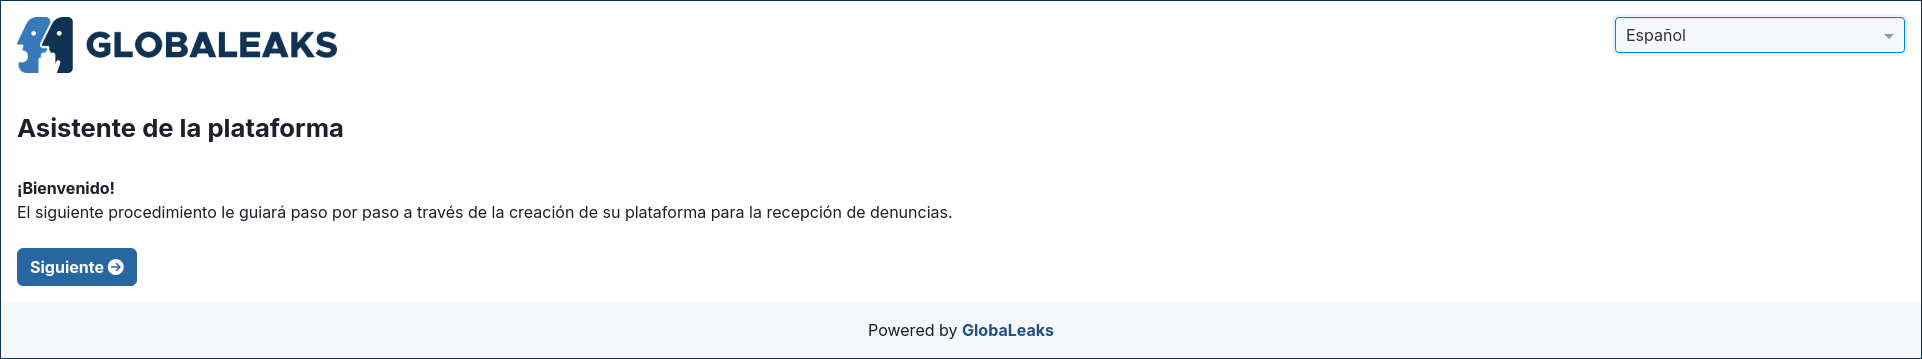 GLOBALEAKS
Español
Asistente de la plataforma
¡Bienvenido!
El siguiente procedimiento le guiará paso por paso a través de la creación de su plataforma para la recepción de denuncias.
Siguiente
Powered by GlobaLeaks